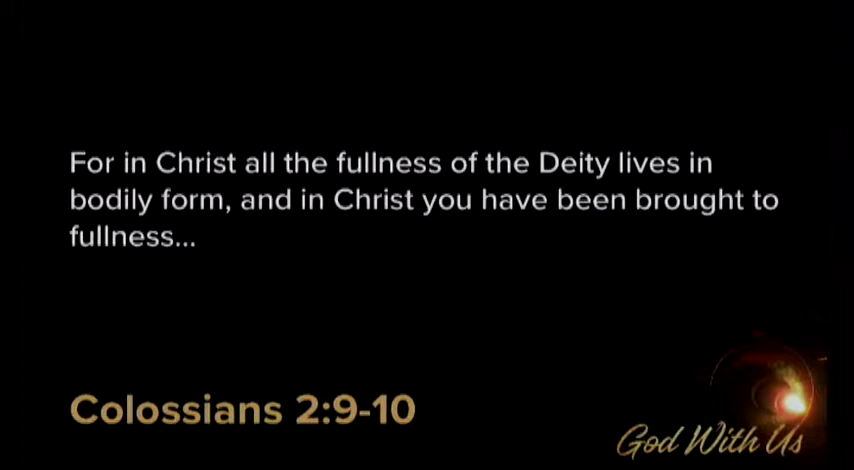 For in Christ all the fullness of the Deity lives in
bodily form, and in Christ you have been brought to
fullness...
Colossians 2:9-10
God With Us